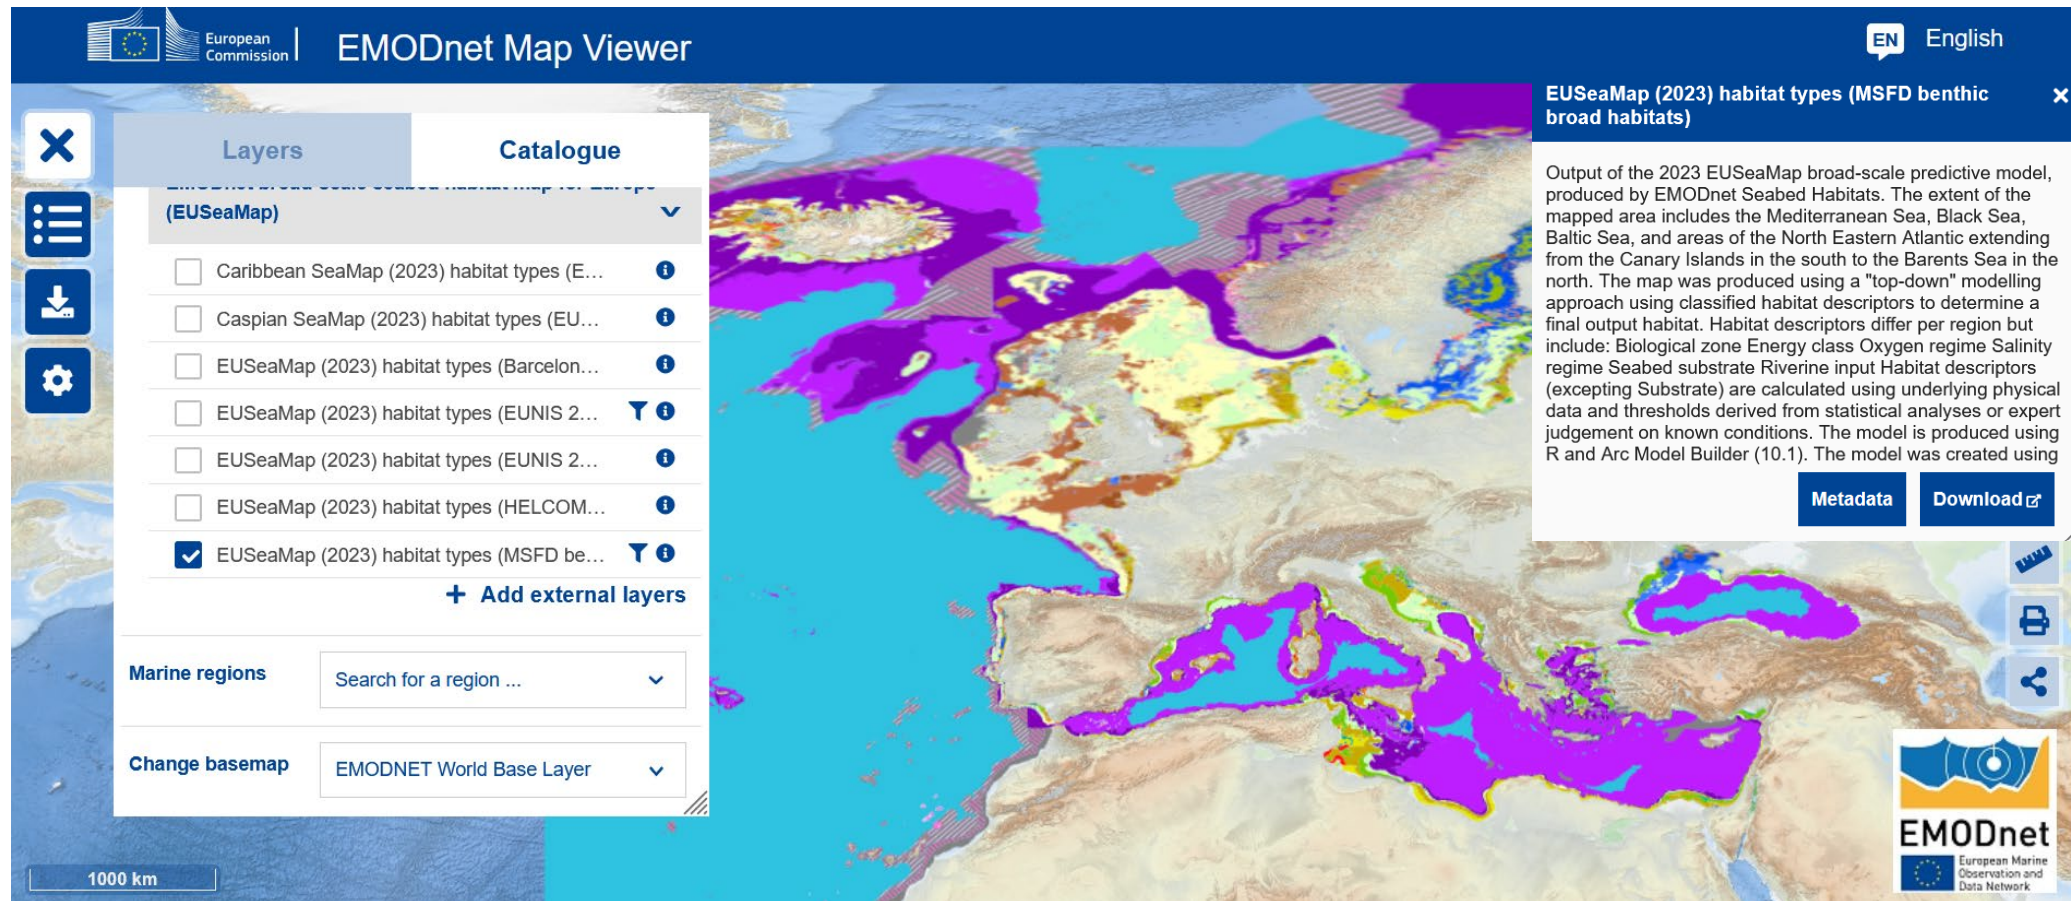 European
Commission
EMODnet Map Viewer
EN
English
Layers
Catalogue
EMODnet broad-scale seabed habitat map for Europe
(EUSeaMap)
Caribbean SeaMap (2023) habitat types (E...
Caspian SeaMap (2023) habitat types (EU...
EUSeaMap (2023) habitat types (Barcelon...
EUSeaMap (2023) habitat types (EUNIS 2...
EUSeaMap (2023) habitat types (EUNIS 2...
EUSeaMap (2023) habitat types (HELCOM...
EUSeaMap (2023) habitat types (MSFD be...
+ Add external layers
Marine regions
Search for a region ...
Change basemap
EMODNET World Base Layer
1000 km
EUSeaMap (2023) habitat types (MSFD benthic
broad habitats)
Output of the 2023 EUSeaMap broad-scale predictive model,
produced by EMODnet Seabed Habitats. The extent of the
mapped area includes the Mediterranean Sea, Black Sea,
Baltic Sea, and areas of the North Eastern Atlantic extending
from the Canary Islands in the south to the Barents Sea in the
north. The map was produced using a "top-down" modelling
approach using classified habitat descriptors to determine a
final output habitat. Habitat descriptors differ per region but
include: Biological zone Energy class Oxygen regime Salinity
regime Seabed substrate Riverine input Habitat descriptors
(excepting Substrate) are calculated using underlying physical
data and thresholds derived from statistical analyses or expert
judgement on known conditions. The model is produced using
R and Arc Model Builder (10.1). The model was created using
Metadata
Download
EMODnet
European Marine
Observation and
Data Network